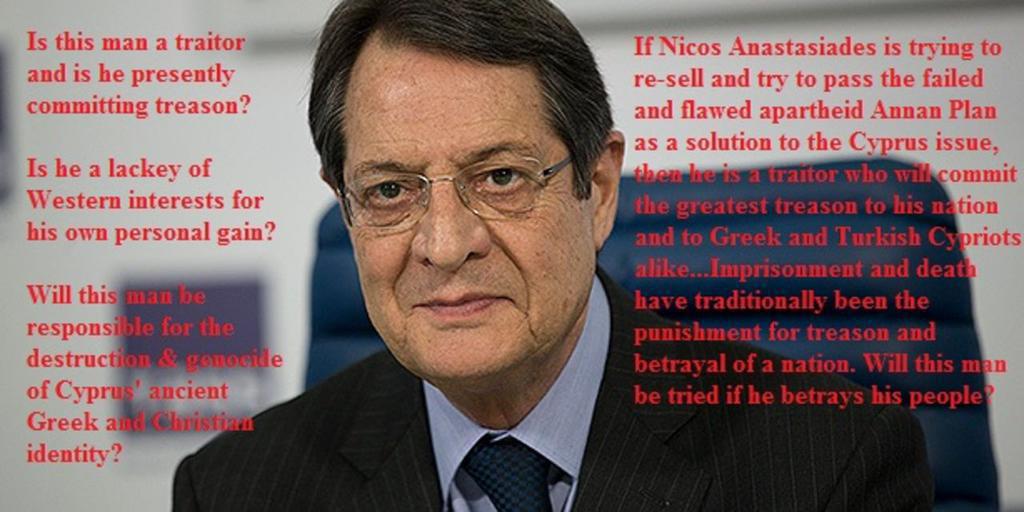 Is this man a traitor
and is he presently
committing treason?
Is he a lackey of
Western interests for
his own personal gain?
Will this man be
responsible for the
destruction & genocide
of Cyprus' ancient
Greek and Christian
identity?
If Nicos Anastasiades is trying to
re-sell and try to pass the failed
and flawed apartheid Annan Plan
as a solution to the Cyprus issue,
then he is a traitor who will commit
the greatest treason to his nation
and to Greek and Turkish Cypriots
alike...Imprisonment and death
have traditionally been the
punishment for treason and
betrayal of a nation. Will this man
be tried if he betrays his people?